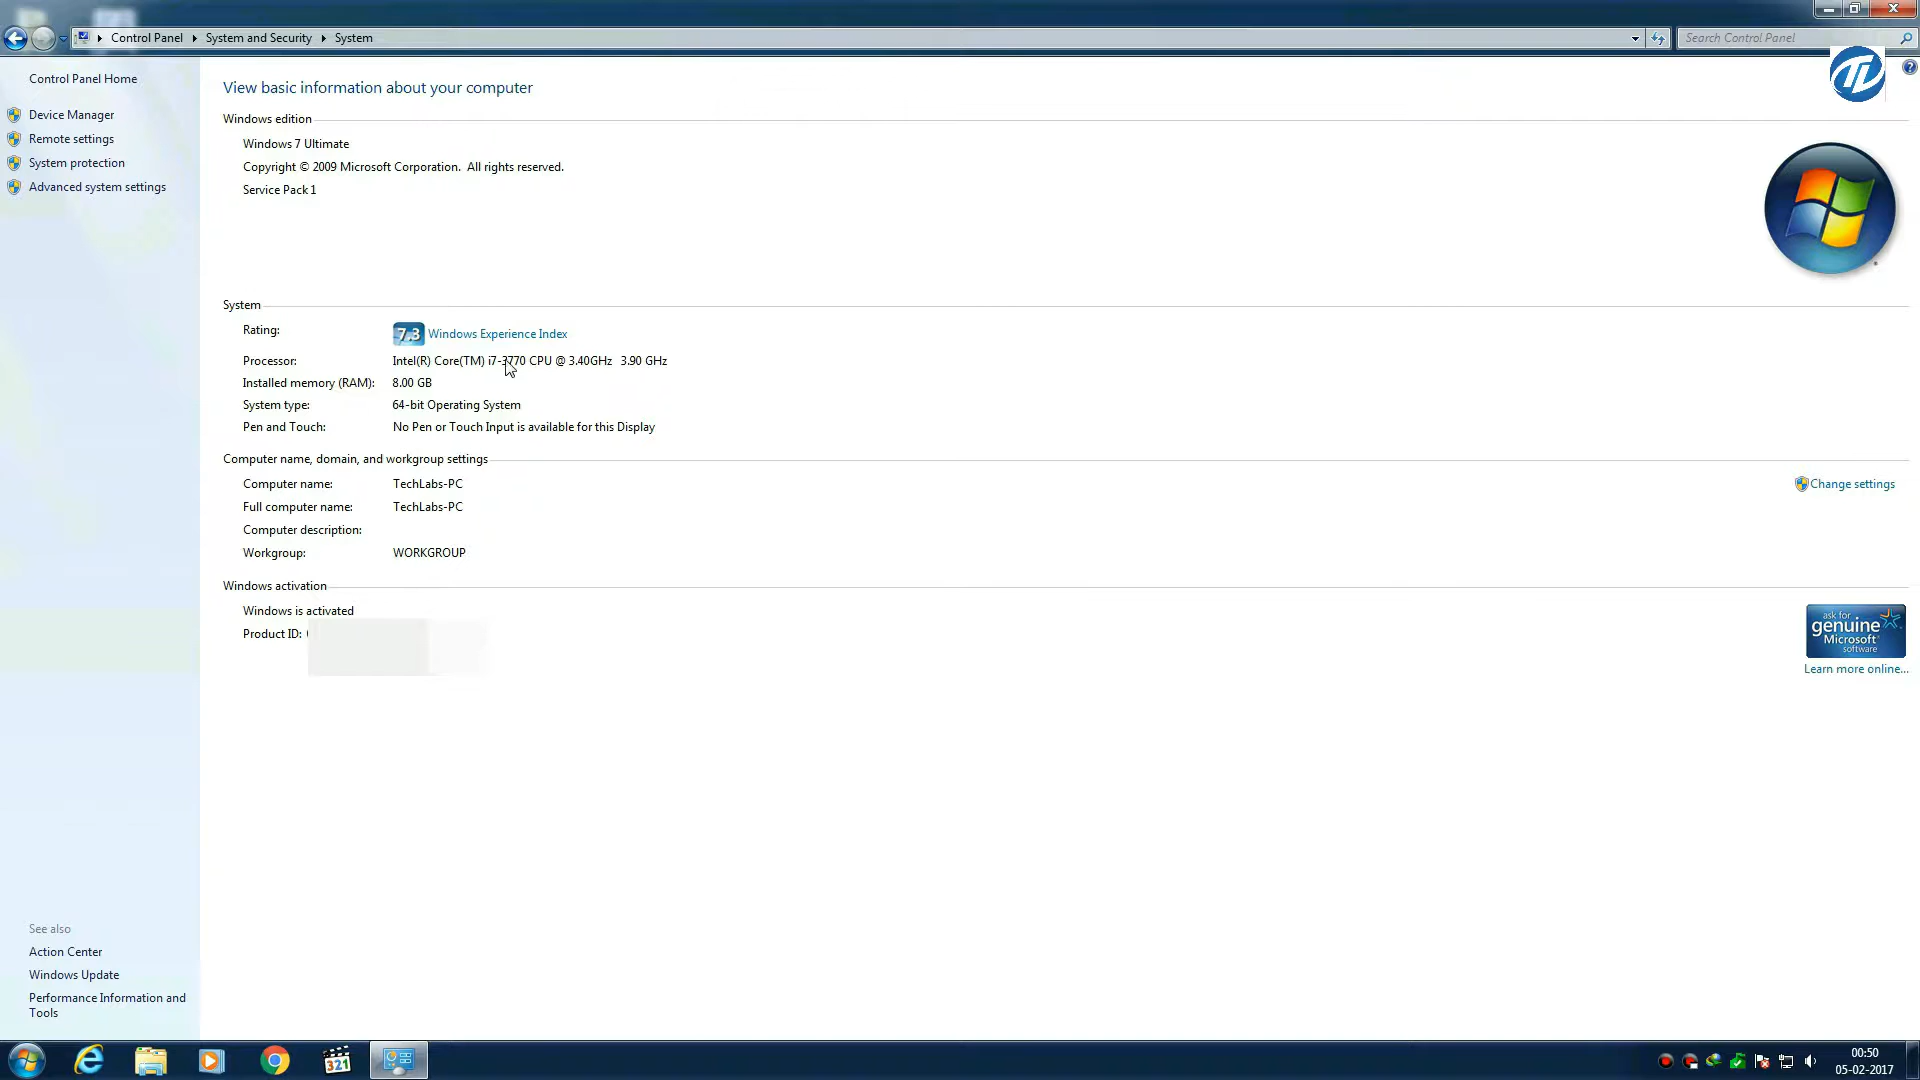 Control Panel ▸ System and Security ▸ System
Search Control Panel
Control Panel Home
Device Manager
Remote settings
System protection
Advanced system settings
See also
Action Center
Windows Update
Performance Information and
Tools
View basic information about your computer
Windows edition
Windows 7 Ultimate
Copyright © 2009 Microsoft Corporation. All rights reserved.
Service Pack 1
System
Rating: 7.3 Windows Experience Index
Processor: Intel(R) Core(TM) i7-3770 CPU @ 3.40GHz 3.90 GHz
Installed memory (RAM): 8.00 GB
System type: 64-bit Operating System
Pen and Touch: No Pen or Touch Input is available for this Display
Computer name, domain, and workgroup settings
Computer name: TechLabs-PC
Change settings
Full computer name: TechLabs-PC
Computer description:
Workgroup: WORKGROUP
Windows activation
Windows is activated
Product ID:
ask for
genuine
Microsoft
software
Learn more online...
321
00:50
05-02-2017